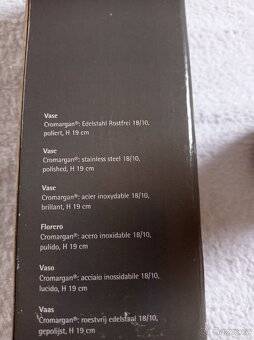 Vase
Cromargan®: Edelstahl Rostfrei 18/10,
poliert, H 19 cm
Vase
Cromargan®: stainless steel 18/10,
polished, H 19 cm
Vase
Cromargan®: acier inoxydable 18/10,
brillant, H 19 cm
Florero
Cromargan®: acero inoxidable 18/10,
pulido, H 19 cm
Vaso
Cromargan®: acciaio inossidabile 18/10,
lucido, H 19 cm
Vaas
Cromargan®: roestvrij edelstaal 18/10,
gepolijst, H 19 cm